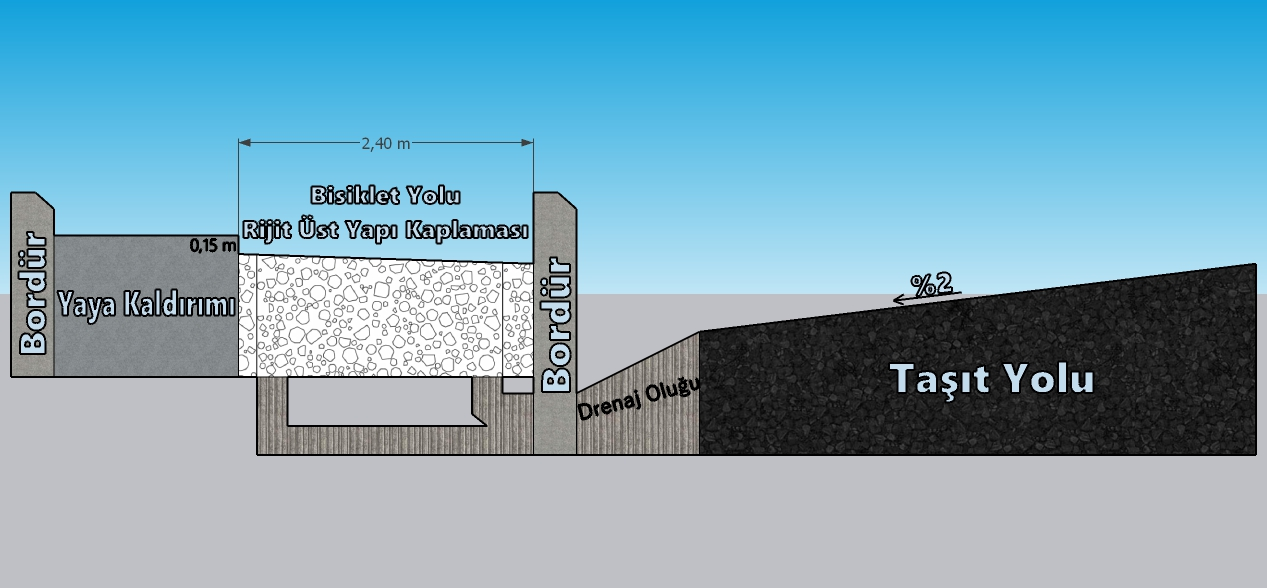 2,40 m
Bisiklet Yolu
Rijit Üst Yapı Kaplaması
0,15 m
Bordür
Yaya Kaldırımı
Bordür
%2
Drenaj Oluğu
Taşıt Yolu